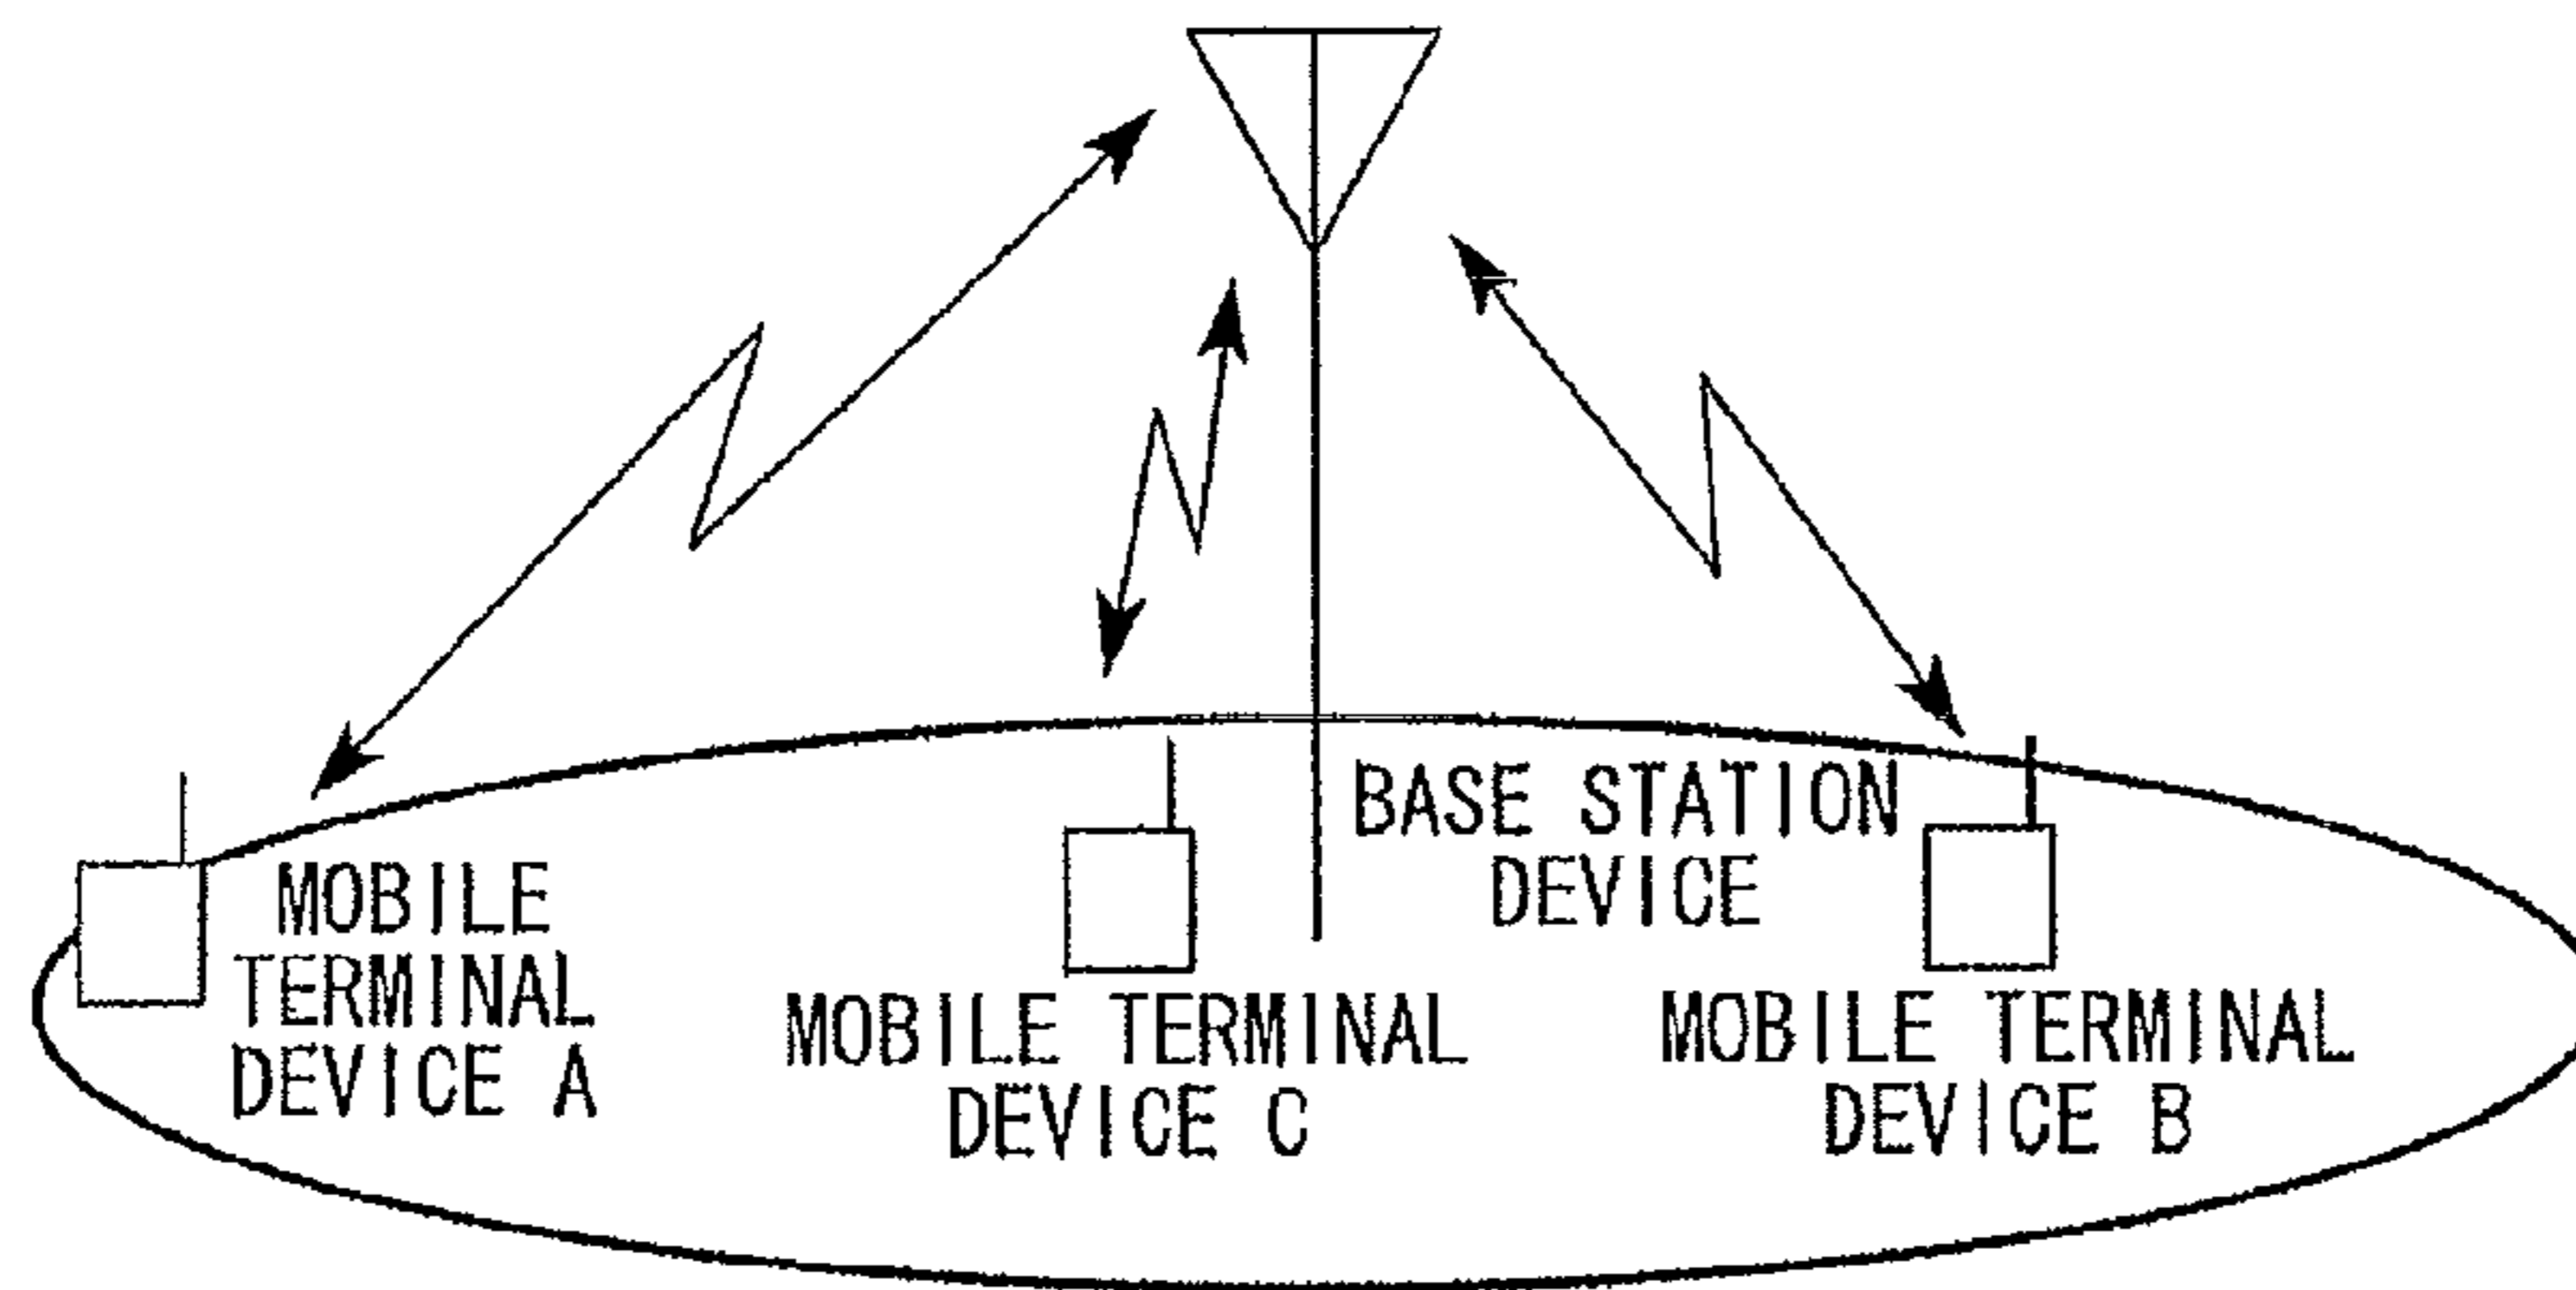 BASE STATION
DEVICE
MOBILE
TERMINAL
DEVICE A
MOBILE TERMINAL
DEVICE C
MOBILE TERMINAL
DEVICE B